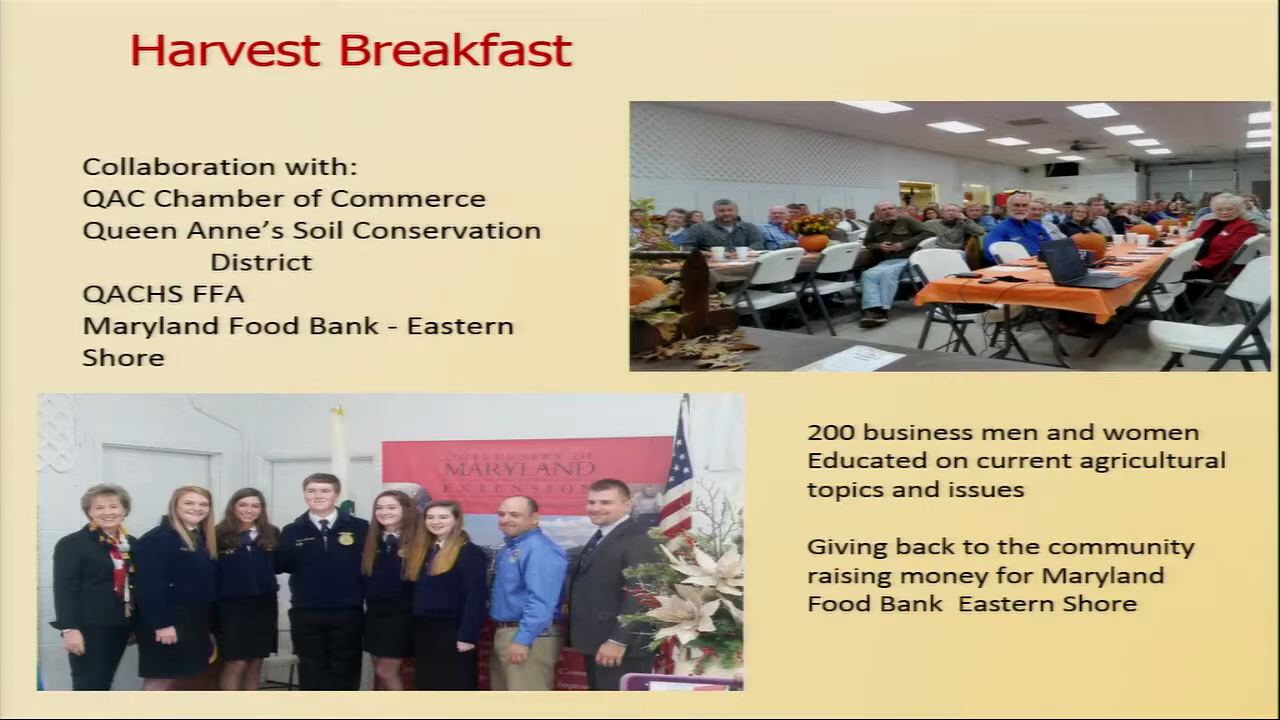 Harvest Breakfast
Collaboration with:
QAC Chamber of Commerce
Queen Anne’s Soil Conservation
District
QACHS FFA
Maryland Food Bank - Eastern
Shore
UNIVERSITY OF
MARYLAND
EXTENSION
200 business men and women
Educated on current agricultural
topics and issues
Giving back to the community
raising money for Maryland
Food Bank  Eastern Shore